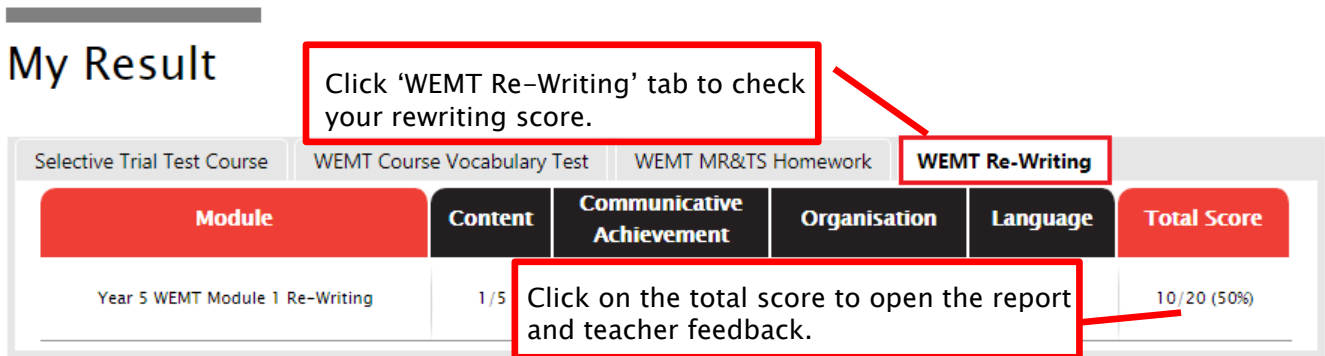 My Result
Click ‘WEMT Re-Writing’ tab to check
your rewriting score.
Selective Trial Test Course WEMT Course Vocabulary Test WEMT MR&TS Homework WEMT Re-Writing
Module Content Communicative Achievement Organisation Language Total Score
Year 5 WEMT Module 1 Re-Writing 1/5 10/20 (50%)
Click on the total score to open the report
and teacher feedback.